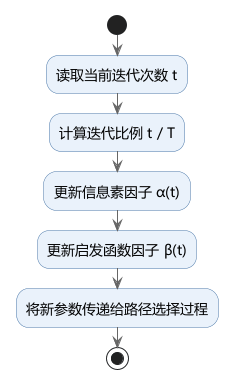 读取当前迭代次数 t
计算迭代比例 t / T
更新信息素因子 α(t)
更新启发函数因子 β(t)
将新参数传递给路径选择过程